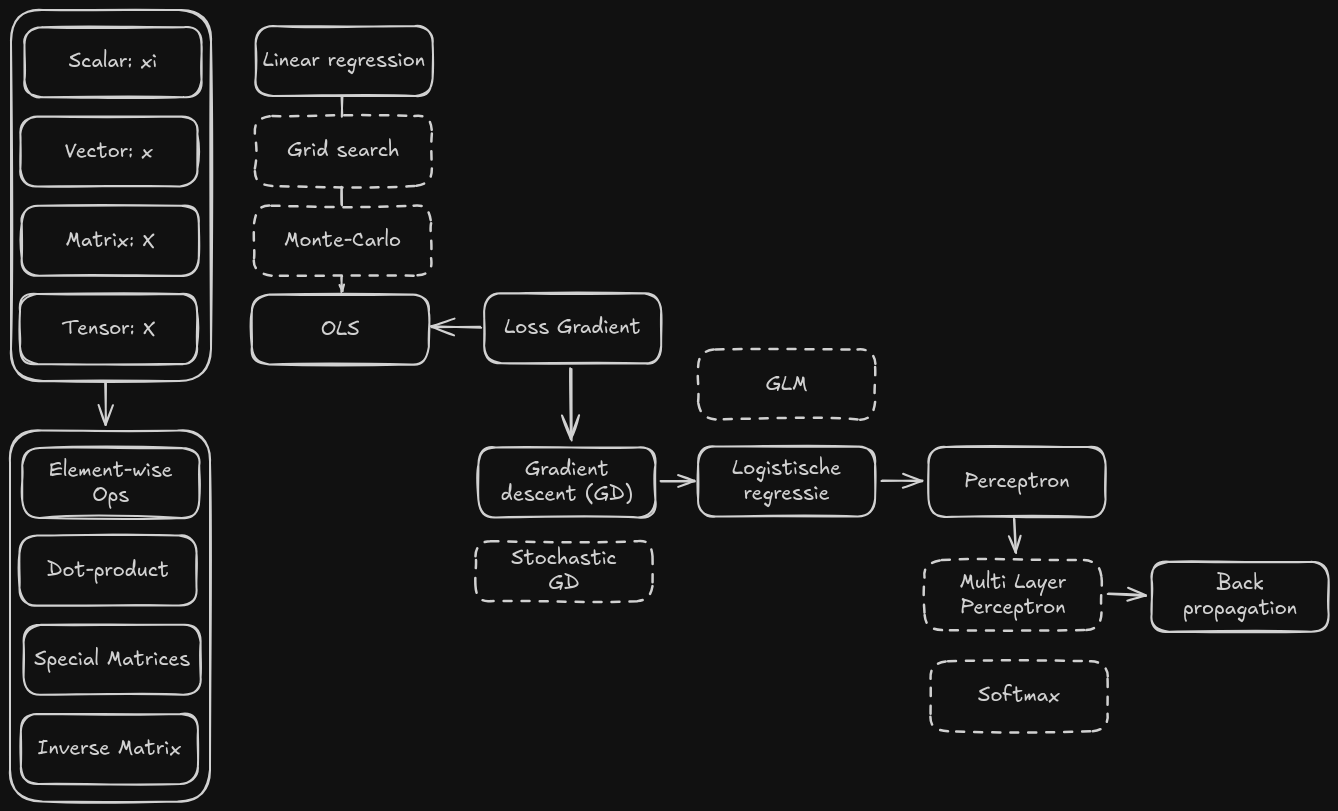 Scalar: xi
Vector: x
Matrix: X
Tensor: X
Element-wise
Ops
Dot-product
Special Matrices
Inverse Matrix
Linear regression
Grid search
Monte-Carlo
OLS
Loss Gradient
Gradient
descent (GD)
Stochastic
GD
GLM
Logistische
regressie
Perceptron
Multi Layer
Perceptron
Softmax
Back
propagation